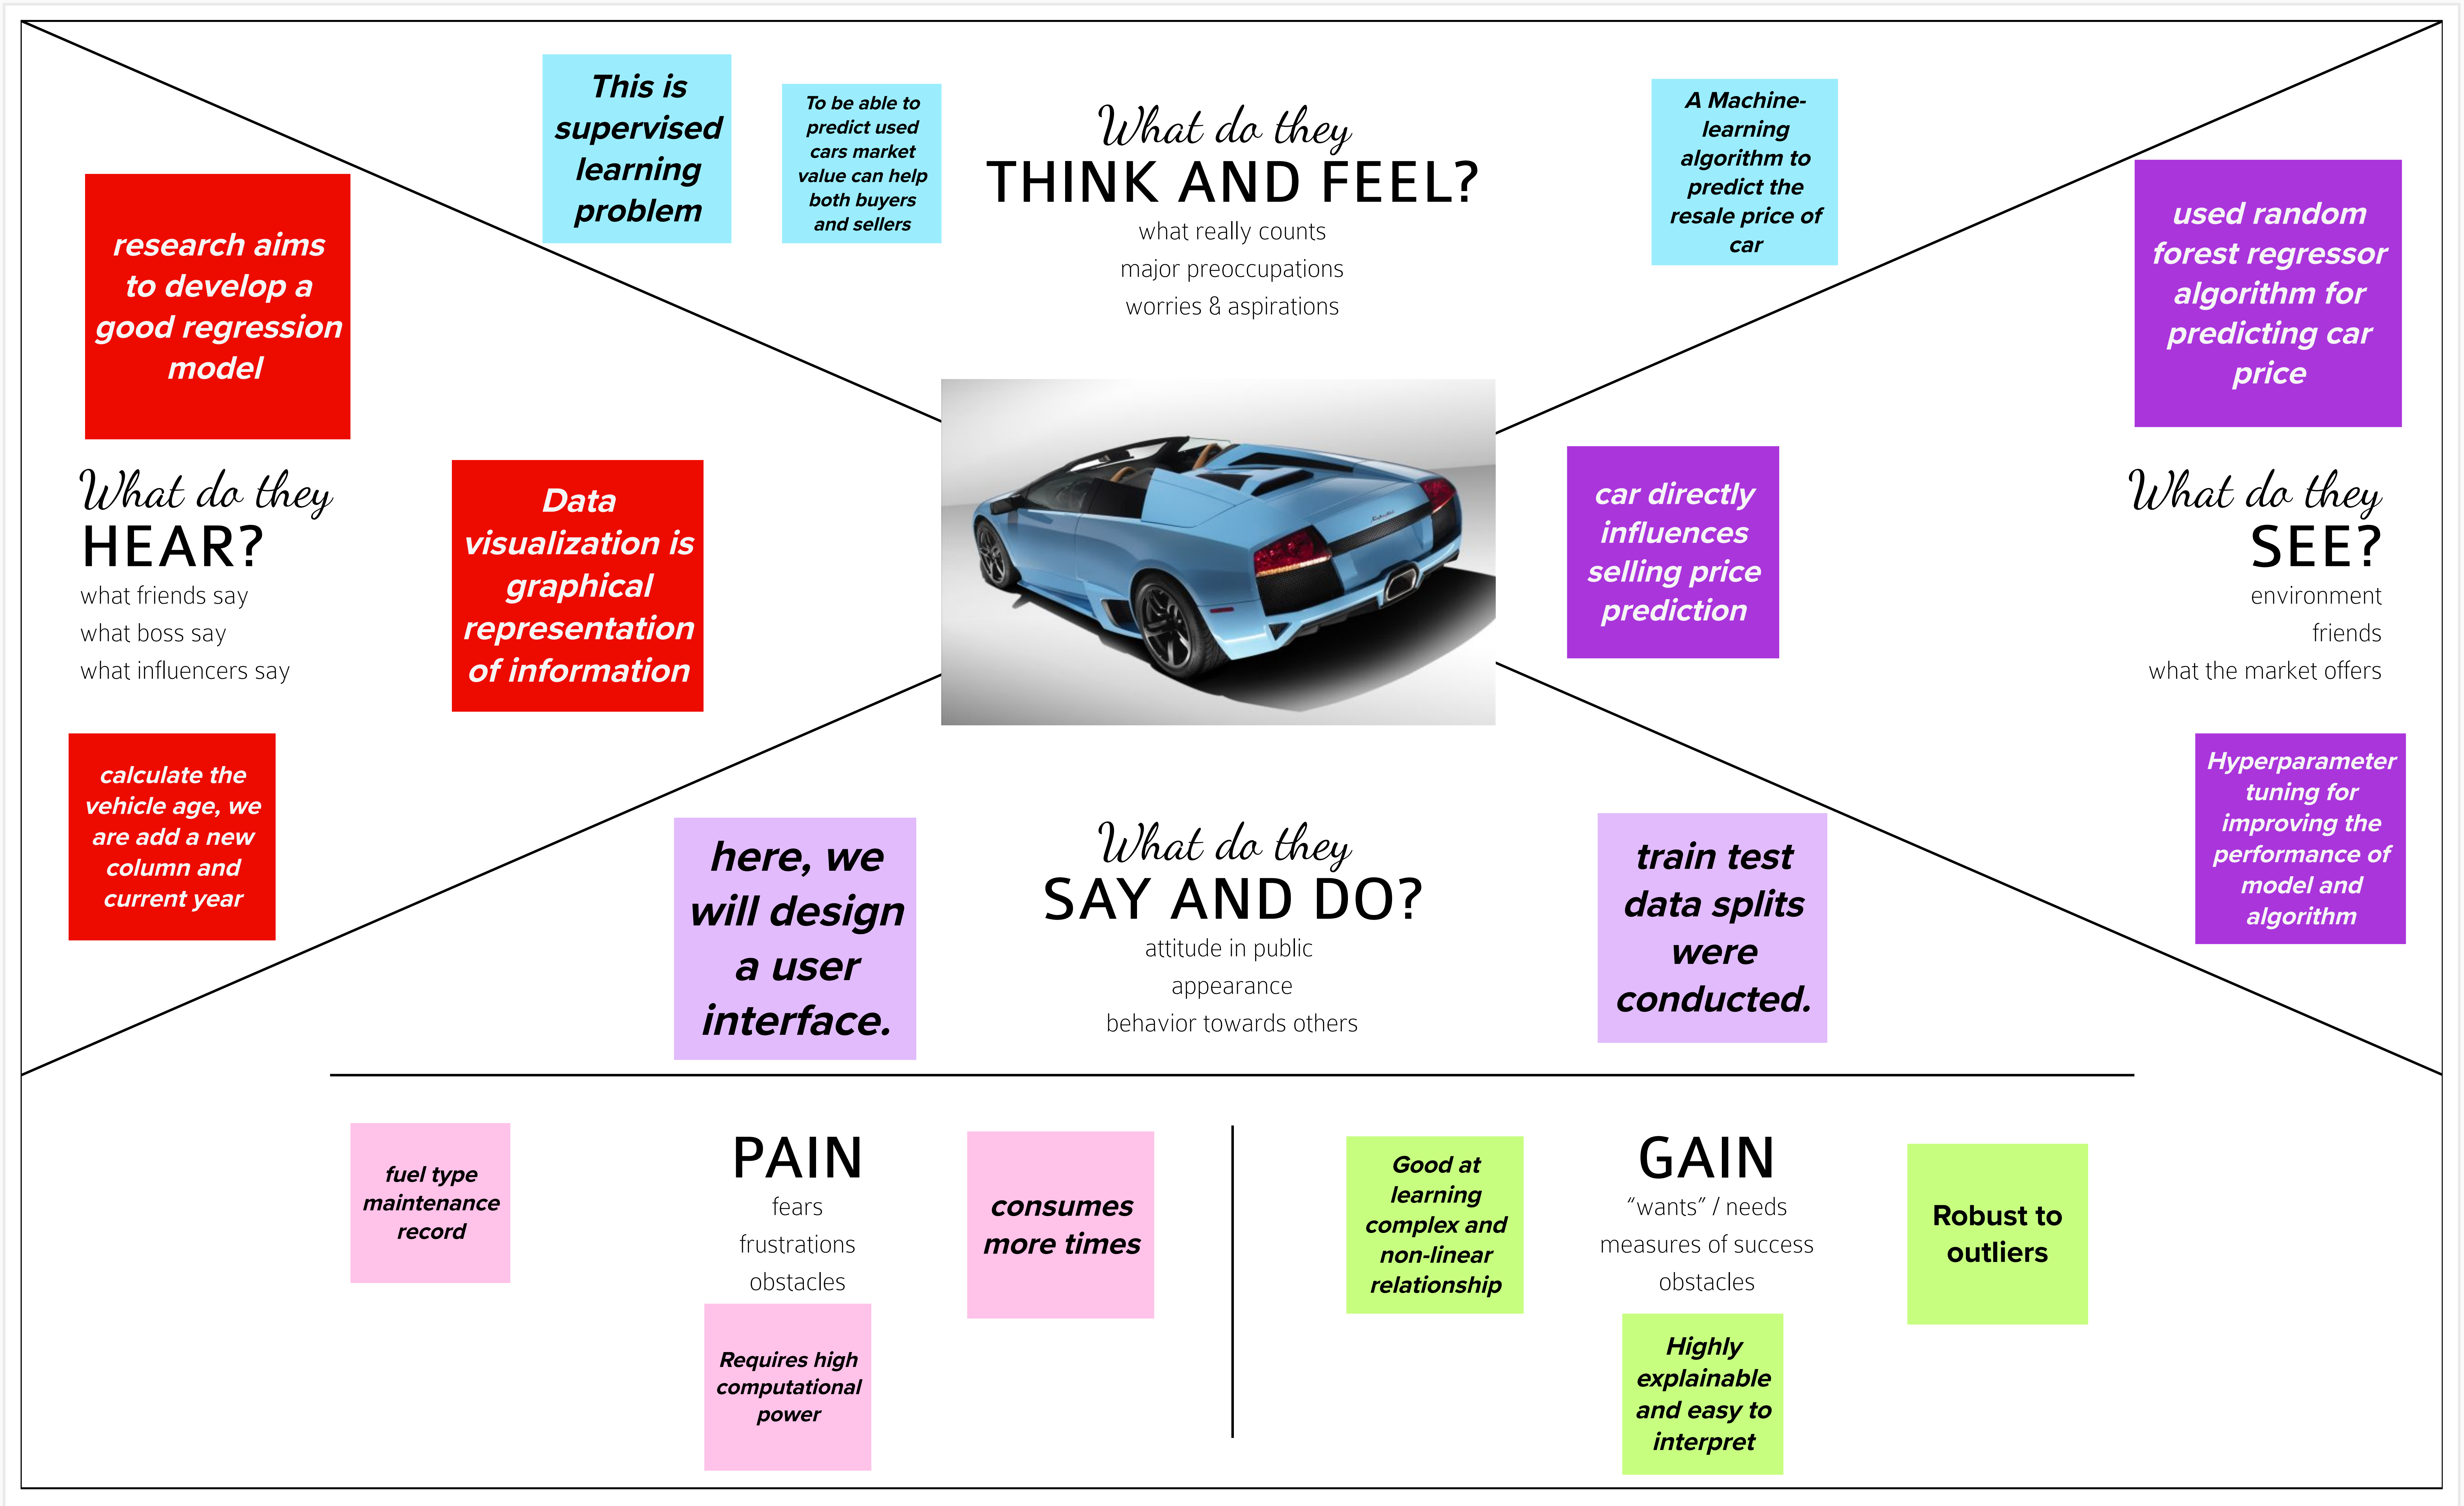 This is
supervised
learning
problem
To be able to
predict used
cars market
value can help
both buyers
and sellers
What do they
THINK AND FEEL?
what really counts
major preoccupations
worries & aspirations
A Machine-
learning
algorithm to
predict the
resale price of
car
research aims
to develop a
good regression
model
What do they
HEAR?
what friends say
what boss say
what influencers say
Data
visualization is
graphical
representation
of information
calculate the
vehicle age, we
are add a new
column and
current year
used random
forest regressor
algorithm for
predicting car
price
car directly
influences
selling price
prediction
What do they
SEE?
environment
friends
what the market offers
Hyperparameter
tuning for
improving the
performance of
model and
algorithm
here, we
will design
a user
interface.
What do they
SAY AND DO?
attitude in public
appearance
behavior towards others
train test
data splits
were
conducted.
fuel type
maintenance
record
PAIN
fears
frustrations
obstacles
consumes
more times
Requires high
computational
power
Good at
learning
complex and
non-linear
relationship
GAIN
“wants” / needs
measures of success
obstacles
Robust to
outliers
Highly
explainable
and easy to
interpret